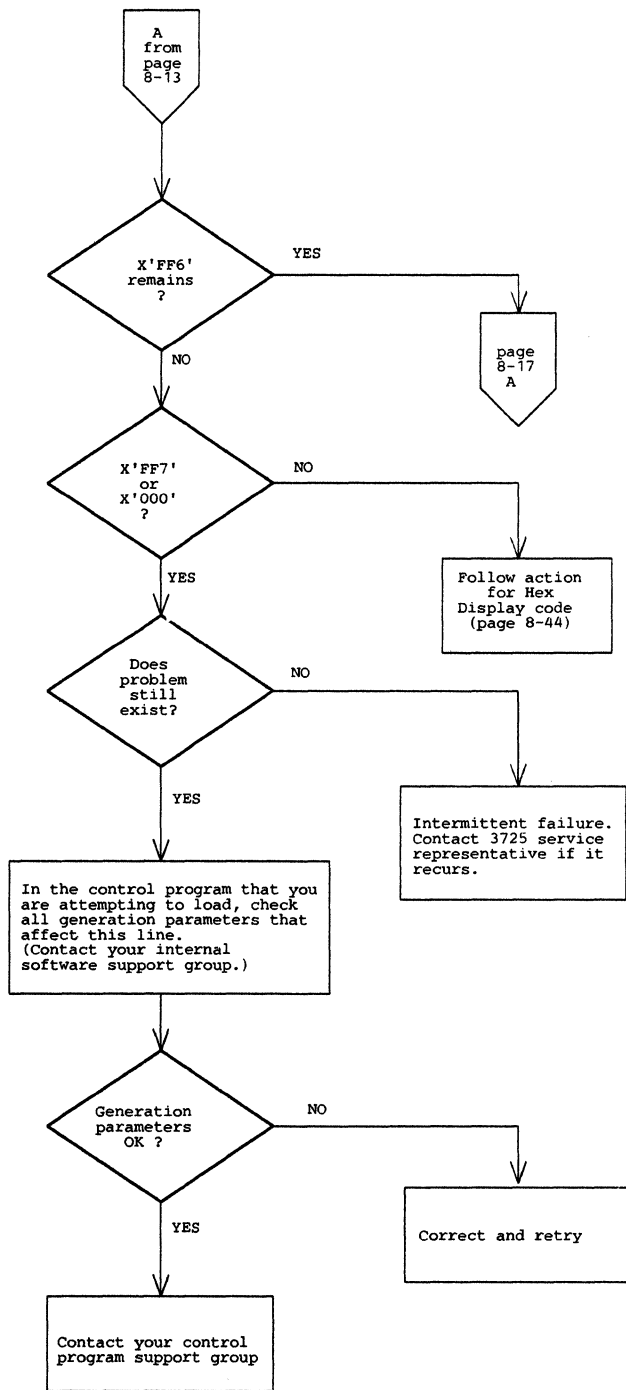 A
from
page
8-13
X'FF6'
remains
?
YES
NO
page
8-17
A
X'FF7'
or
X'000'
?
NO
YES
Follow action
for Hex
Display code
(page 8-44)
Does
problem
still
exist?
NO
YES
Intermittent failure.
Contact 3725 service
representative if it
recurs.
In the control program that you
are attempting to load, check
all generation parameters that
affect this line.
(Contact your internal
software support group.)
Generation
parameters
OK ?
NO
YES
Correct and retry
Contact your control
program support group